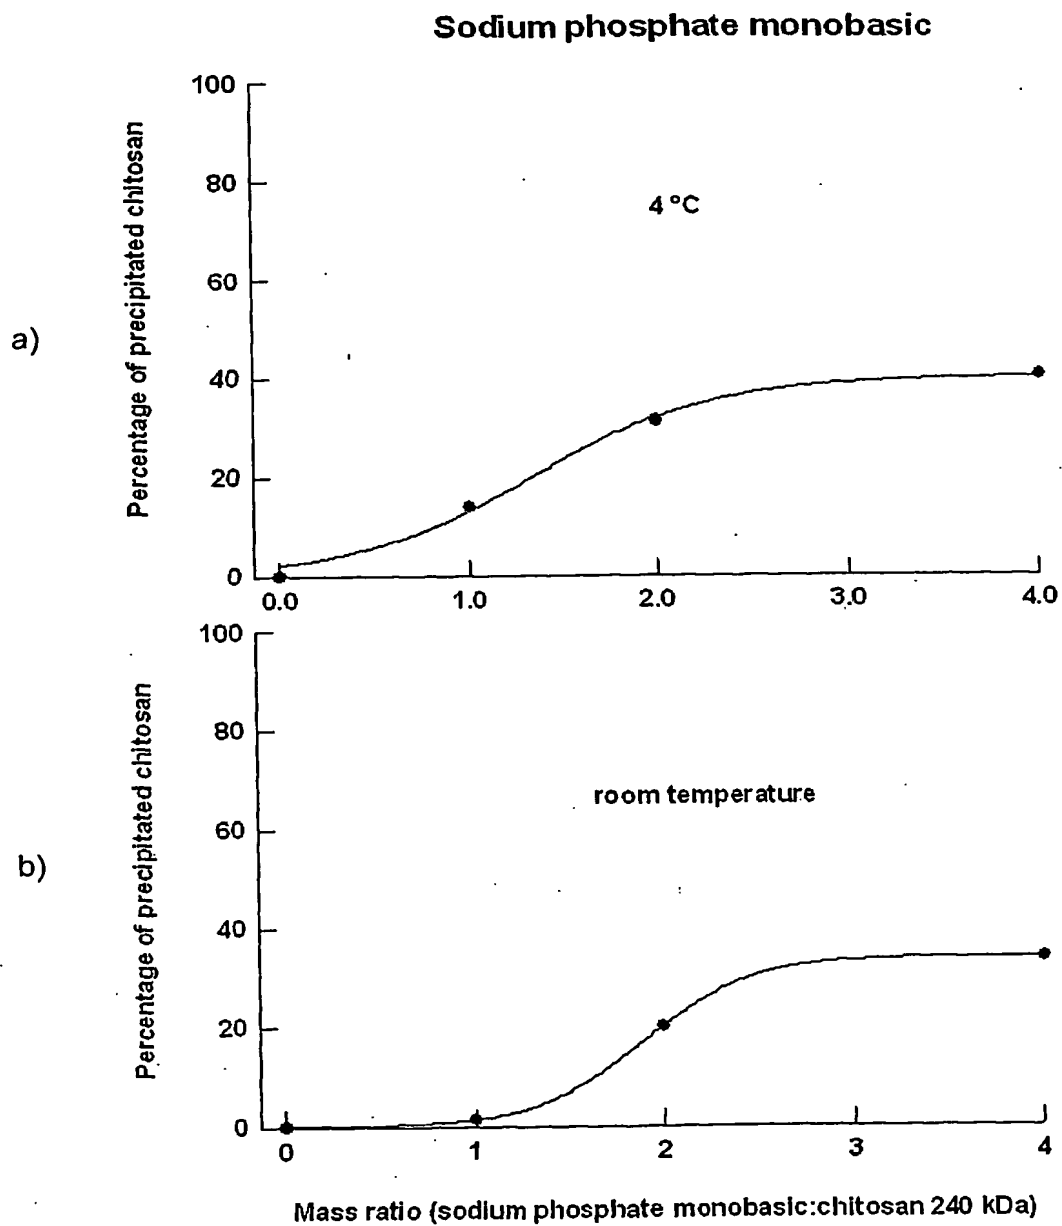 Sodium phosphate monobasic
a)
Percentage of precipitated chitosan
100
80
60
40
20
0
4 °C
0.0 1.0 2.0 3.0 4.0
b)
Percentage of precipitated chitosan
100
80
60
40
20
0
room temperature
0 1 2 3 4
Mass ratio (sodium phosphate monobasic:chitosan 240 kDa)